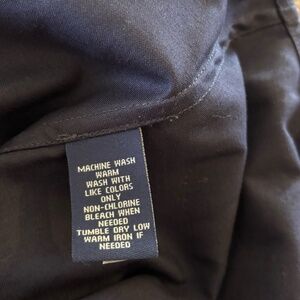 MACHINE WASH
WARM
WASH WITH
LIKE COLORS
ONLY
NON-CHLORINE
BLEACH WHEN
NEEDED
TUMBLE DRY LOW
WARM IRON IF
NEEDED